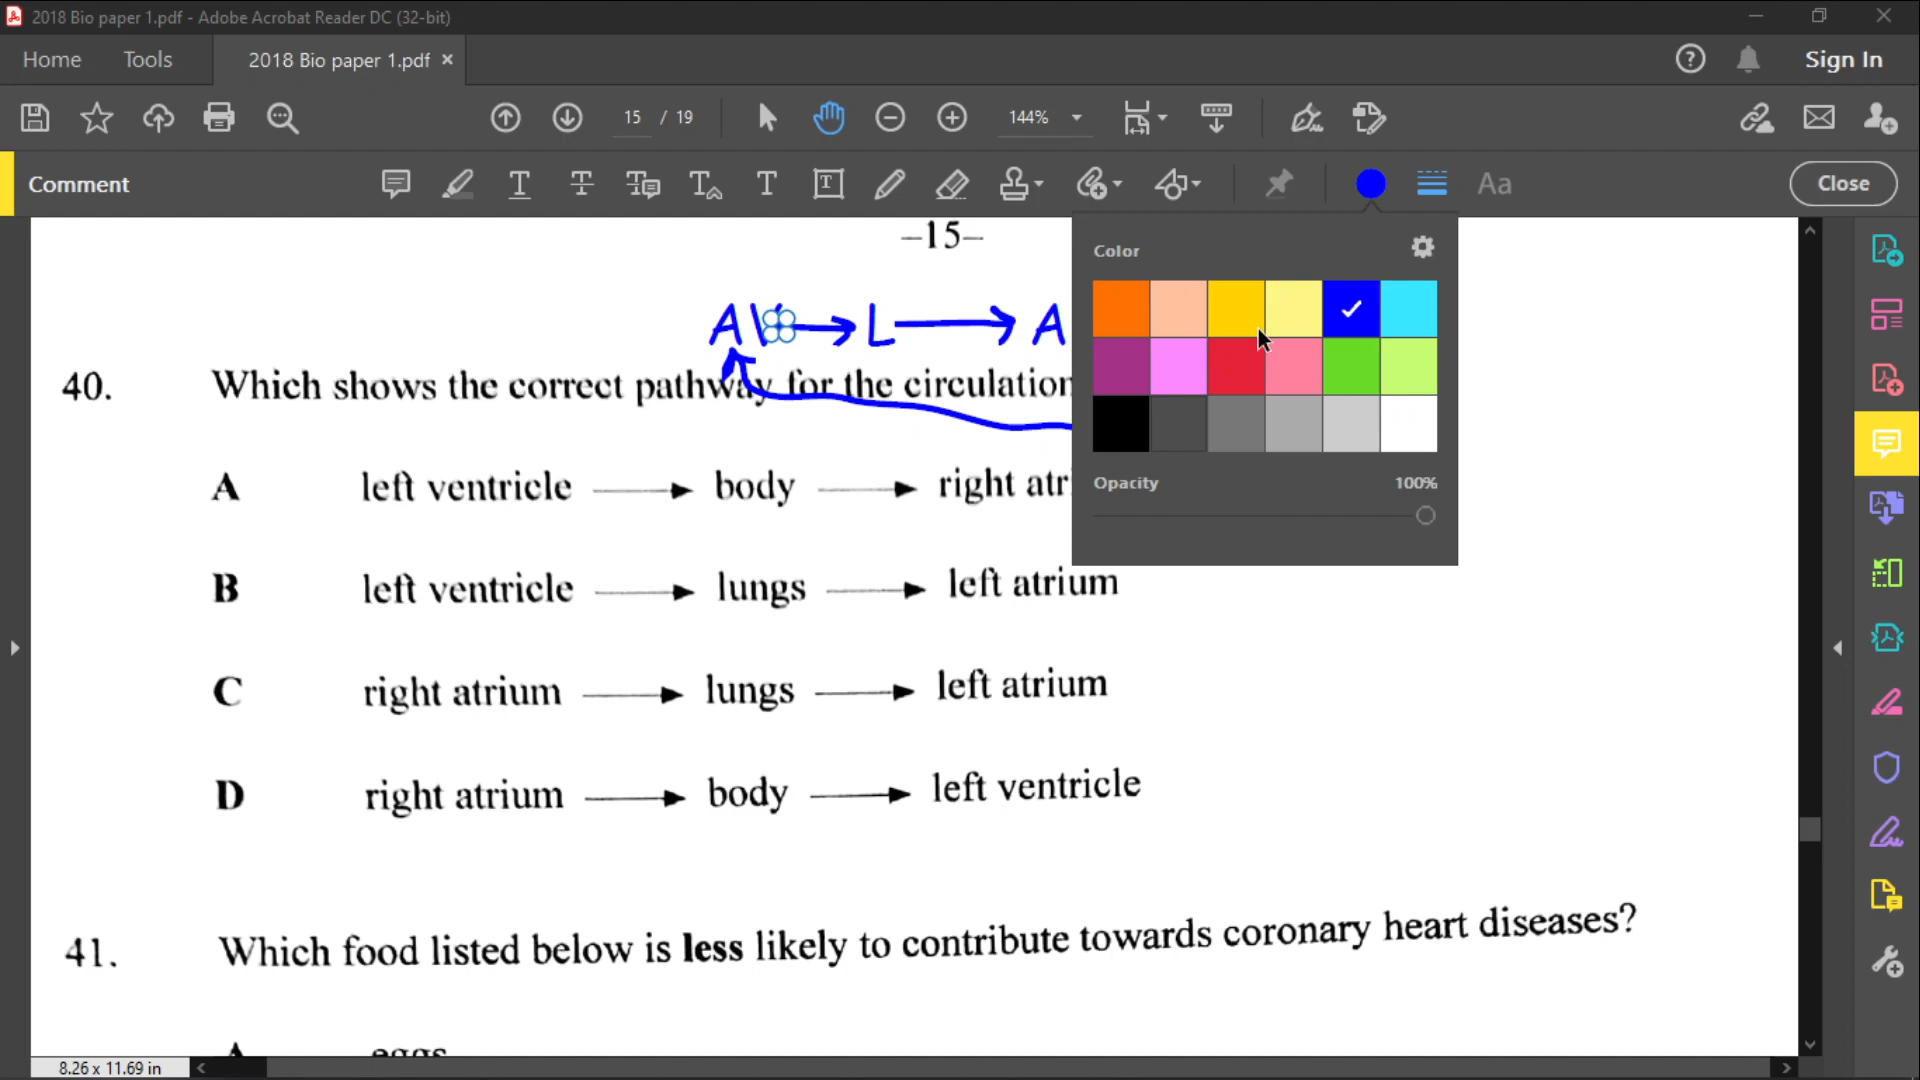 2018 Bio paper 1.pdf - Adobe Acrobat Reader DC (32-bit)
Home Tools 2018 Bio paper 1.pdf × Sign In
15 / 19 144%
Comment Aa Close
–15–
Color
AV → L → A
40. Which shows the correct pathway for the circulation
A left ventricle → body → right atr
Opacity 100%
B left ventricle → lungs → left atrium
C right atrium → lungs → left atrium
D right atrium → body → left ventricle
41. Which food listed below is less likely to contribute towards coronary heart diseases?
A eggs
8.26 x 11.69 in